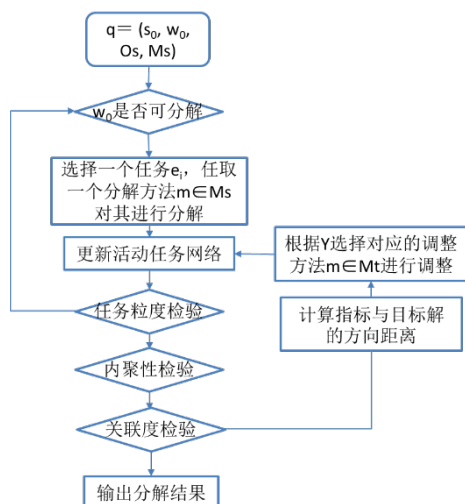 q= (s₀, w₀,
Os, Ms)
w₀是否可分解
选择一个任务eᵢ，任取
一个分解方法m∈Ms
对其进行分解
更新活动任务网络
根据Y选择对应的调整
方法m∈Mt进行调整
任务粒度检验
计算指标与目标解
的方向距离
内聚性检验
关联度检验
输出分解结果